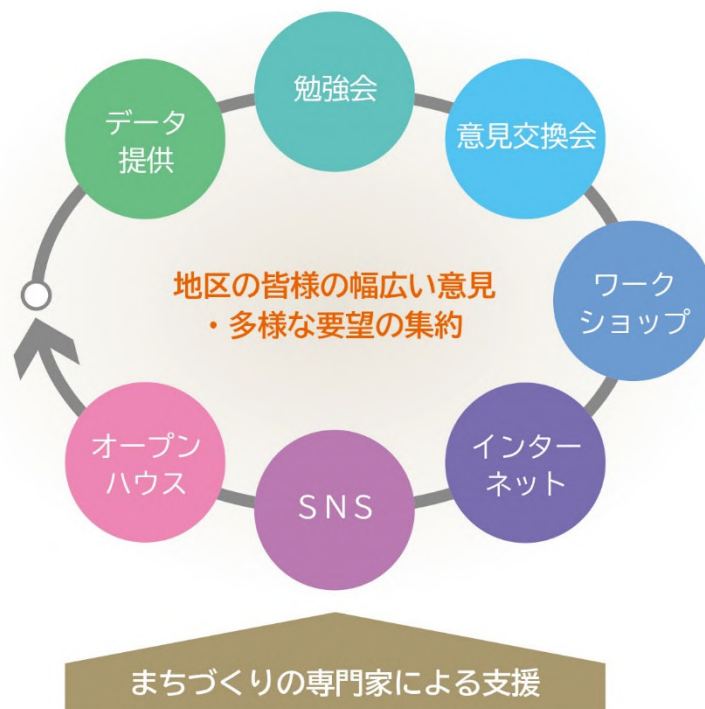 勉強会
データ
提供
意見交換会
地区の皆様の幅広い意見
・多様な要望の集約
ワーク
ショップ
オープン
ハウス
インター
ネット
SNS
まちづくりの専門家による支援